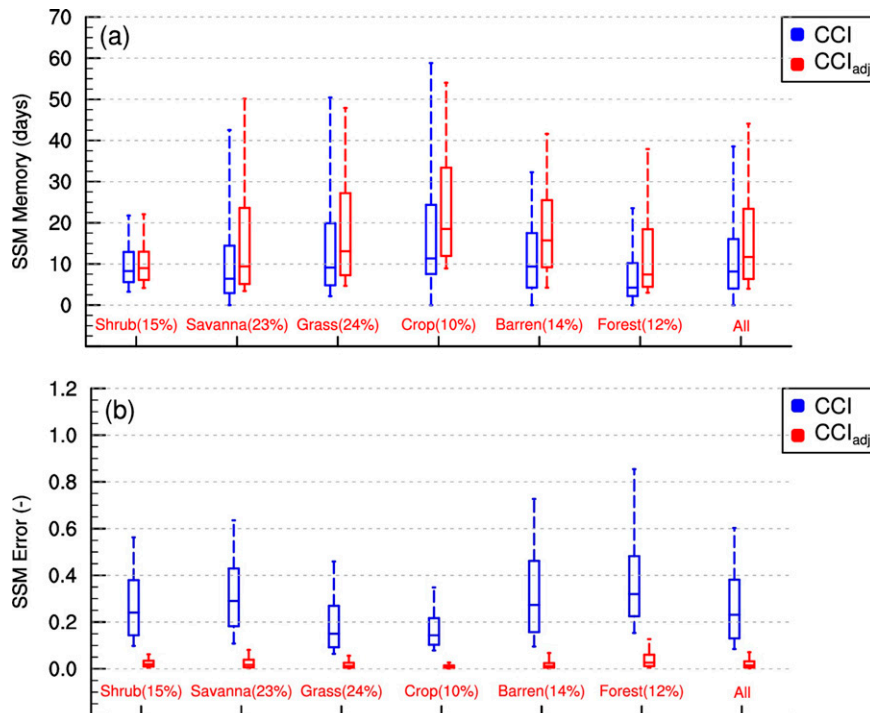 (a)
CCI
CCIadj
SSM Memory (days)
70
60
50
40
30
20
10
0
Shrub(15%) Savanna(23%) Grass(24%) Crop(10%) Barren(14%) Forest(12%) All
(b)
CCI
CCIadj
SSM Error (-)
1.2
1.0
0.8
0.6
0.4
0.2
0.0
Shrub(15%) Savanna(23%) Grass(24%) Crop(10%) Barren(14%) Forest(12%) All